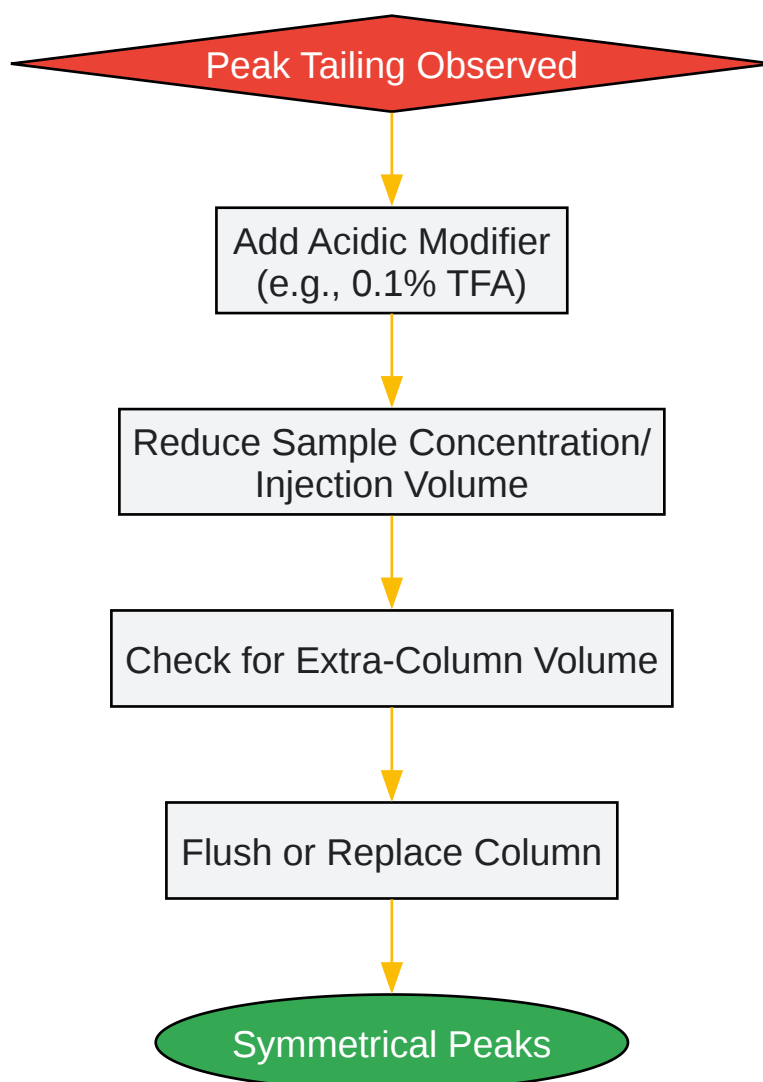 Peak Tailing Observed
Add Acidic Modifier
(e.g., 0.1% TFA)
Reduce Sample Concentration/
Injection Volume
Check for Extra-Column Volume
Flush or Replace Column
Symmetrical Peaks